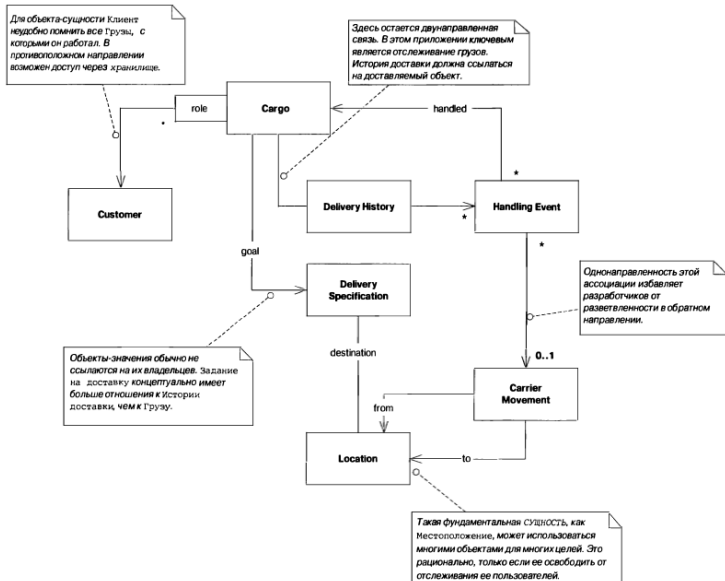 Для объекта-сущности Клиент
неудобно помнить все Грузы, с
которыми он работал. В
противоположном направлении
возможен доступ через хранилище.
Здесь остается двунаправленная
связь. В этом приложении ключевым
является отслеживание грузов.
История доставки должна ссылаться
на доставляемый объект.
role
Cargo
handled
*
Customer
Delivery History
*
*
Handling Event
*
goal
Delivery
Specification
Однонаправленность этой
ассоциации избавляет
разработчиков от
разветвленности в обратном
направлении.
Объекты-значения обычно не
ссылаются на их владельцев. Задание
на доставку концептуально имеет
больше отношения к Истории
доставки, чем к Грузу.
destination
0..1
Carrier
Movement
from
Location
to
Такая фундаментальная СУЩНОСТЬ, как
Местоположение, может использоваться
многими объектами для многих целей. Это
рационально, только если ее освободить от
отслеживания ее пользователей.